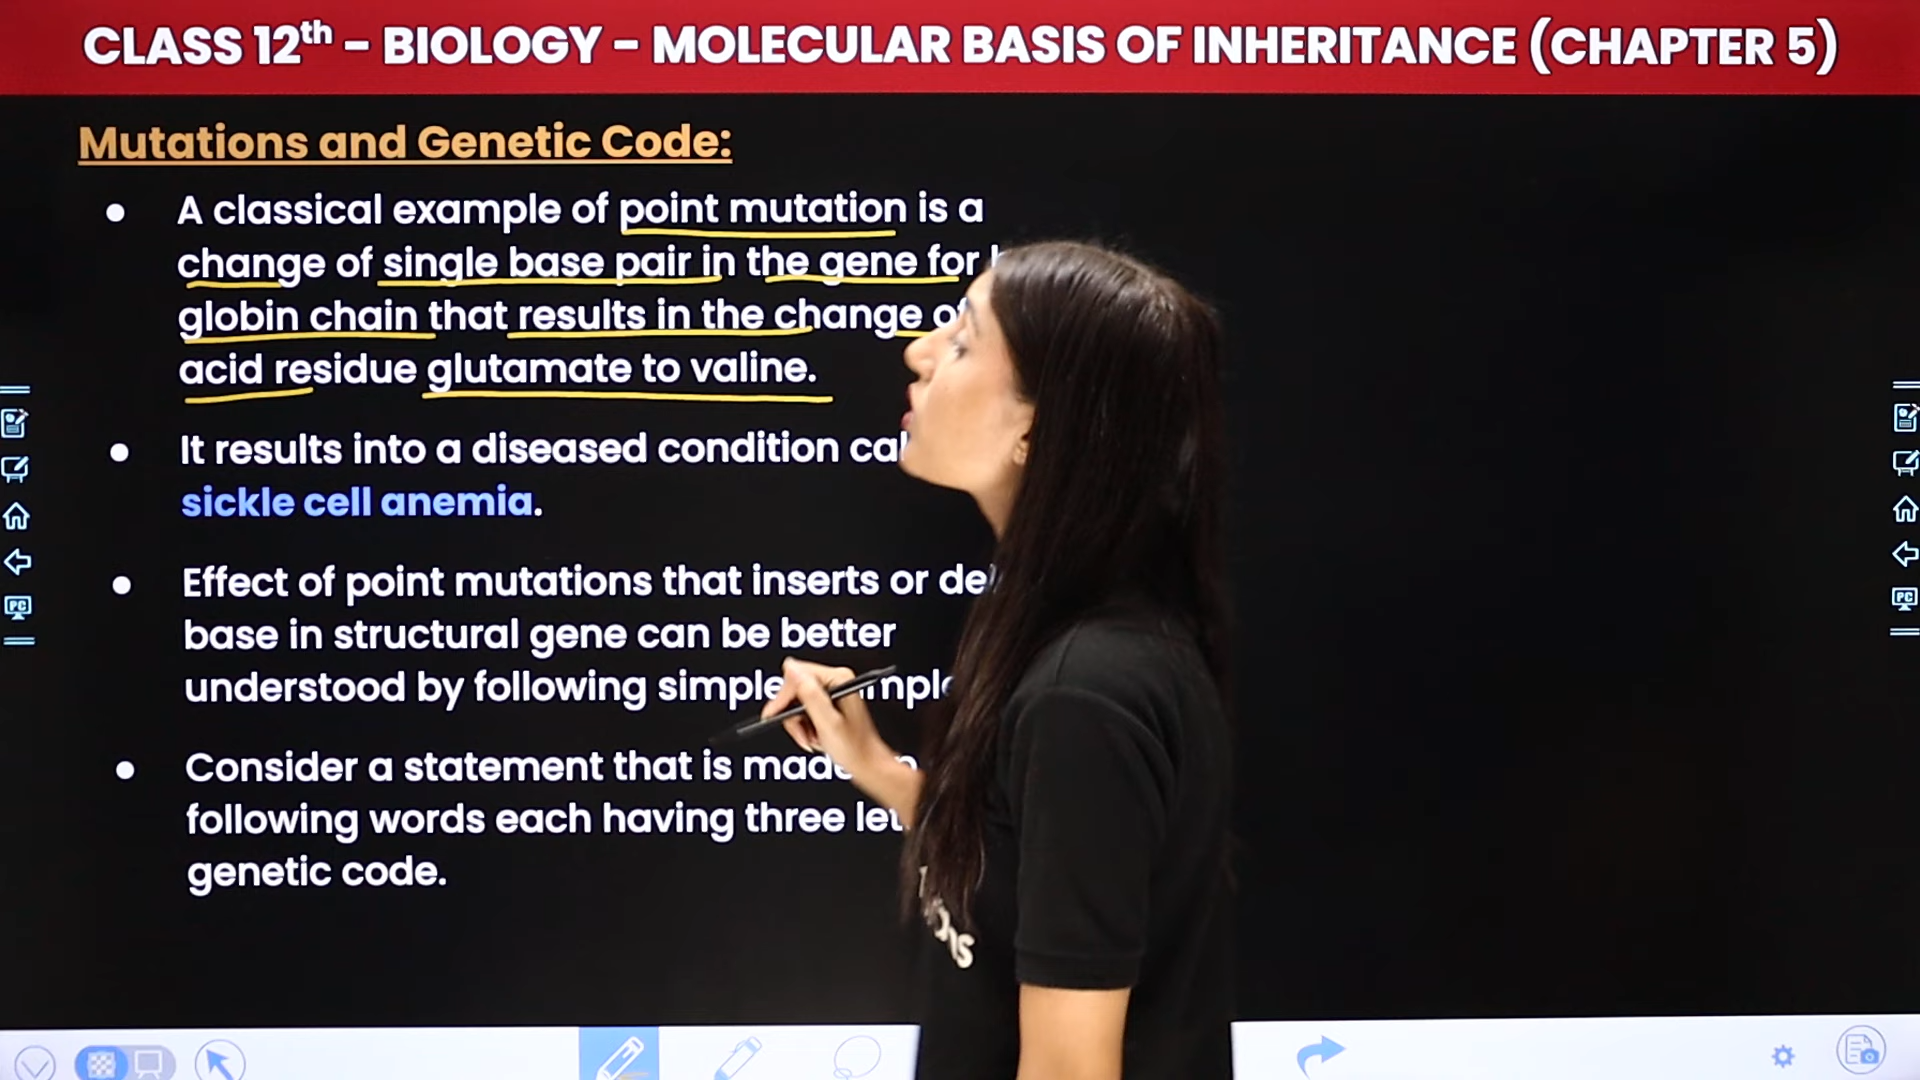 CLASS 12th - BIOLOGY - MOLECULAR BASIS OF INHERITANCE (CHAPTER 5)
Mutations and Genetic Code:
● A classical example of point mutation is a
change of single base pair in the gene for
globin chain that results in the change of
acid residue glutamate to valine.
● It results into a diseased condition
sickle cell anemia.
● Effect of point mutations that inserts or
base in structural gene can be better
understood by following simple
● Consider a statement that is made
following words each having three
genetic code.
PC
PC